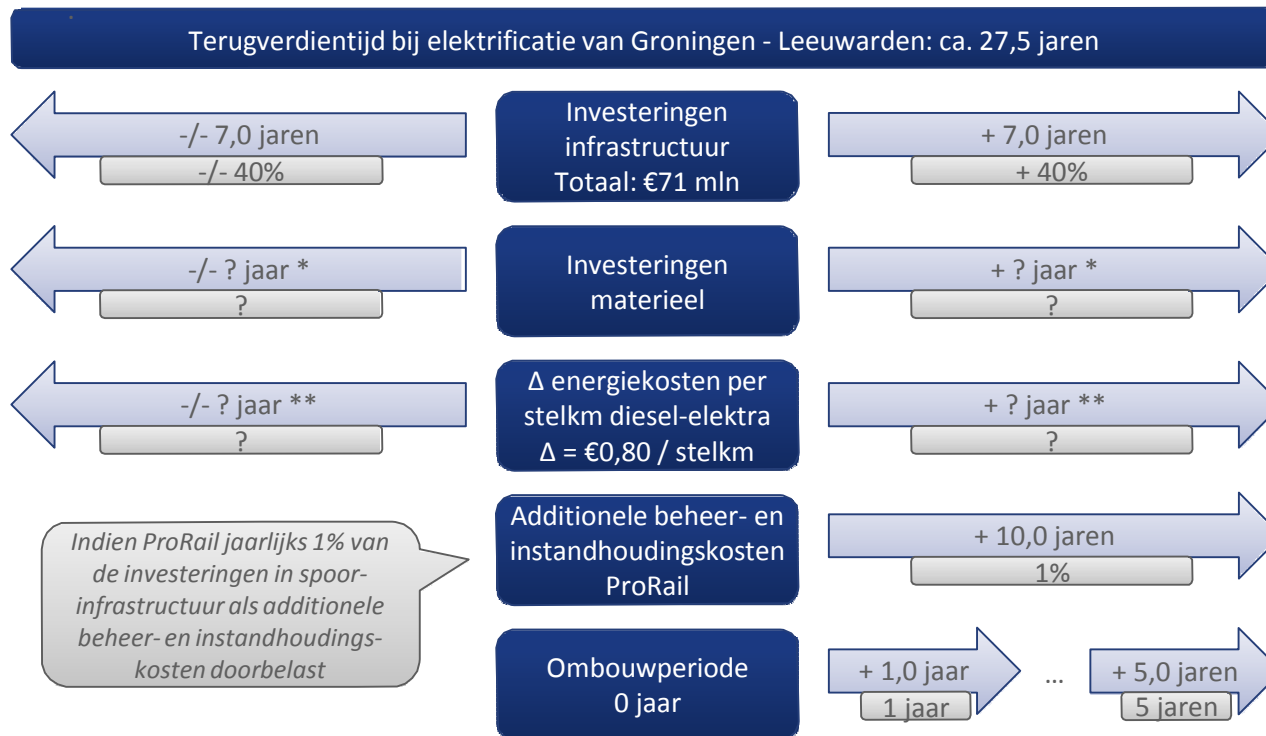 Terugverdientijd bij elektrificatie van Groningen - Leeuwarden: ca. 27,5 jaren
-/- 7,0 jaren
-/- 40%
Investeringen
infrastructuur
Totaal: €71 mln
+ 7,0 jaren
+ 40%
-/- ? jaar *
?
Investeringen
materieel
+ ? jaar *
?
-/- ? jaar **
?
Δ energiekosten per
stelkm diesel-elektra
Δ = €0,80 / stelkm
+ ? jaar **
?
Indien ProRail jaarlijks 1% van
de investeringen in spoor-
infrastructuur als additionele
beheer- en instandhoudings-
kosten doorbelast
Additionele beheer- en
instandhoudingskosten
ProRail
+ 10,0 jaren
1%
Ombouwperiode
0 jaar
+ 1,0 jaar
1 jaar
...
+ 5,0 jaren
5 jaren